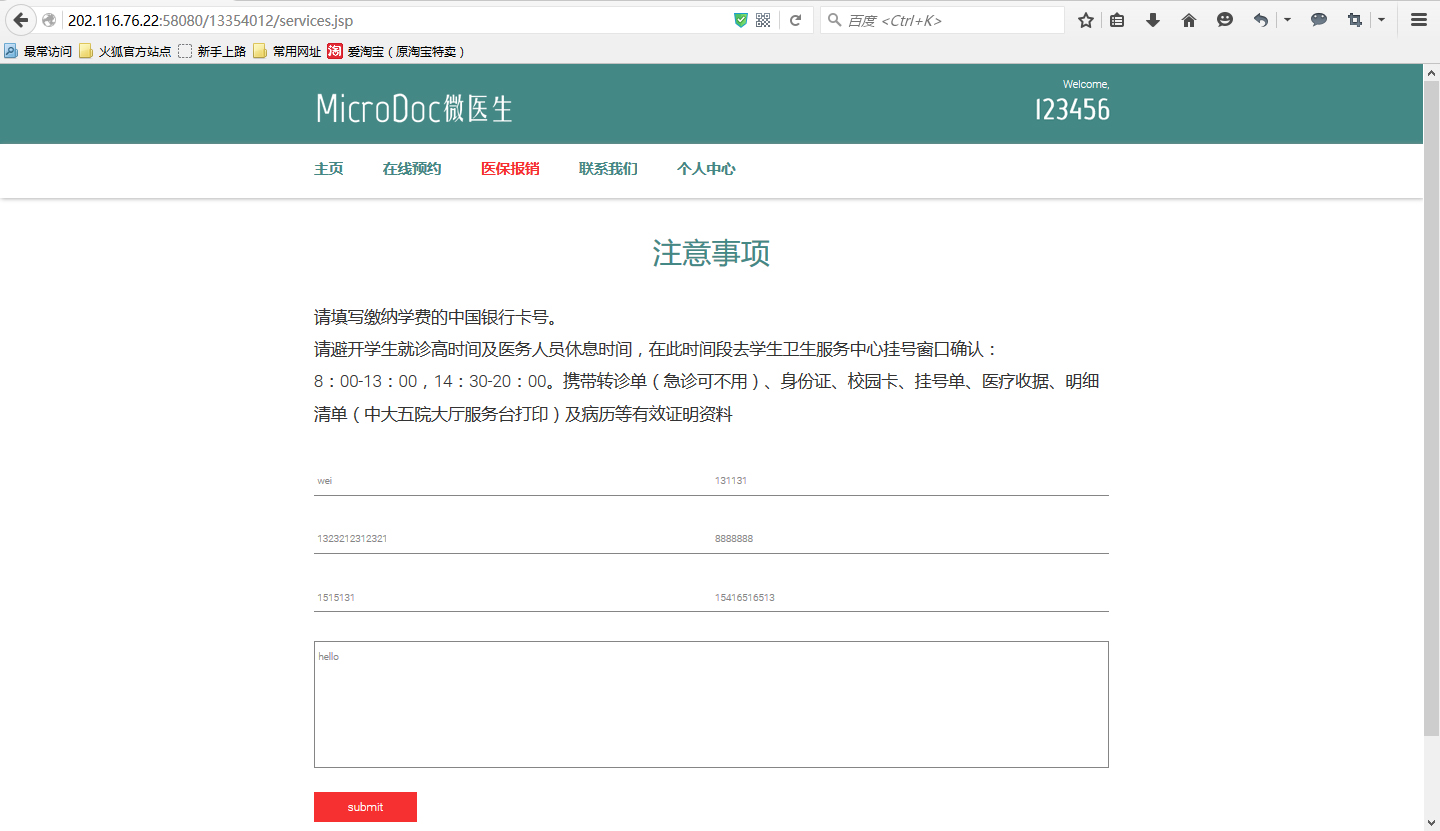 202.116.76.22:58080/13354012/services.jsp
百度 <Ctrl+K>
最常访问 火狐官方站点 新手上路 常用网址 淘 爱淘宝（原淘宝特卖）
Welcome,
MicroDoc微医生
123456
主页 在线预约 医保报销 联系我们 个人中心
注意事项
请填写缴纳学费的中国银行卡号。
请避开学生就诊高时间及医务人员休息时间，在此时间段去学生卫生服务中心挂号窗口确认：
8：00-13：00，14：30-20：00。携带转诊单（急诊可不用）、身份证、校园卡、挂号单、医疗收据、明细
清单（中大五院大厅服务台打印）及病历等有效证明资料
wei 131131
1323212312321 8888888
1515131 15416516513
hello
submit